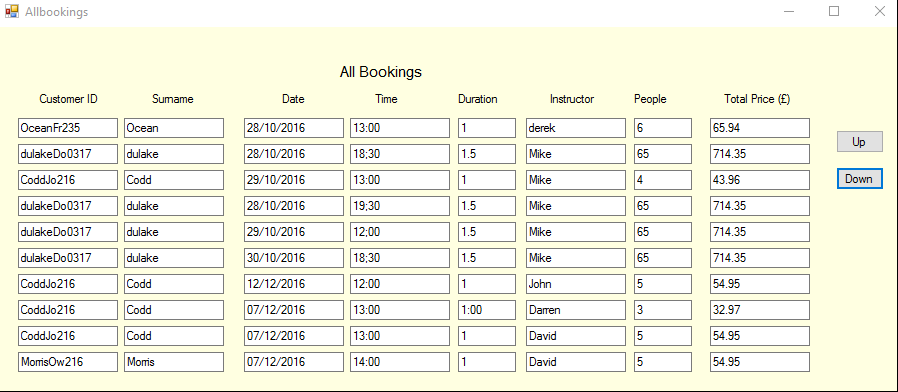 Allbookings
All Bookings
Customer ID Surname Date Time Duration Instructor People Total Price (£)
OceanFr235 Ocean 28/10/2016 13:00 1 derek 6 65.94
Up
dulakeDo0317 dulake 28/10/2016 18;30 1.5 Mike 65 714.35
CoddJo216 Codd 29/10/2016 13:00 1 Mike 4 43.96
Down
dulakeDo0317 dulake 28/10/2016 19;30 1.5 Mike 65 714.35
dulakeDo0317 dulake 29/10/2016 12;00 1.5 Mike 65 714.35
dulakeDo0317 dulake 30/10/2016 18;30 1.5 Mike 65 714.35
CoddJo216 Codd 12/12/2016 12:00 1 John 5 54.95
CoddJo216 Codd 07/12/2016 13:00 1:00 Darren 3 32.97
CoddJo216 Codd 07/12/2016 13:00 1 David 5 54.95
MorrisOw216 Morris 07/12/2016 14:00 1 David 5 54.95